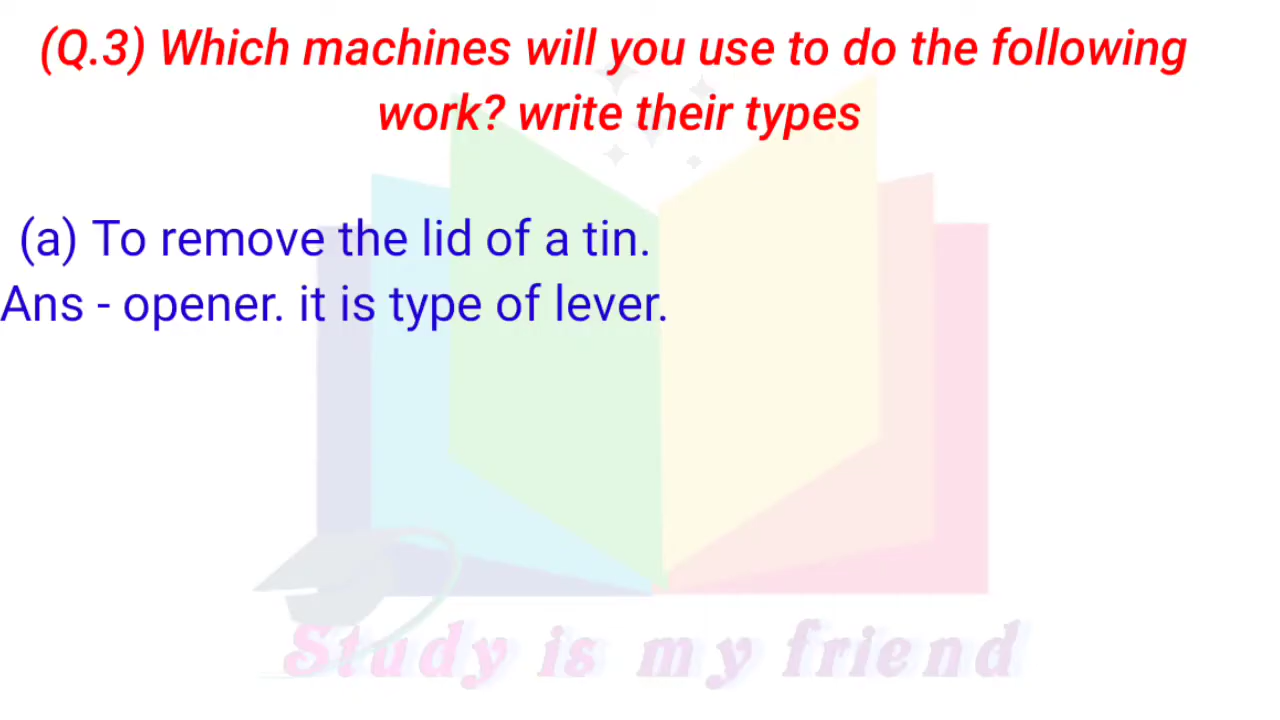 (Q.3) Which machines will you use to do the following
work? write their types
(a) To remove the lid of a tin.
Ans - opener. it is type of lever.
Study is my friend